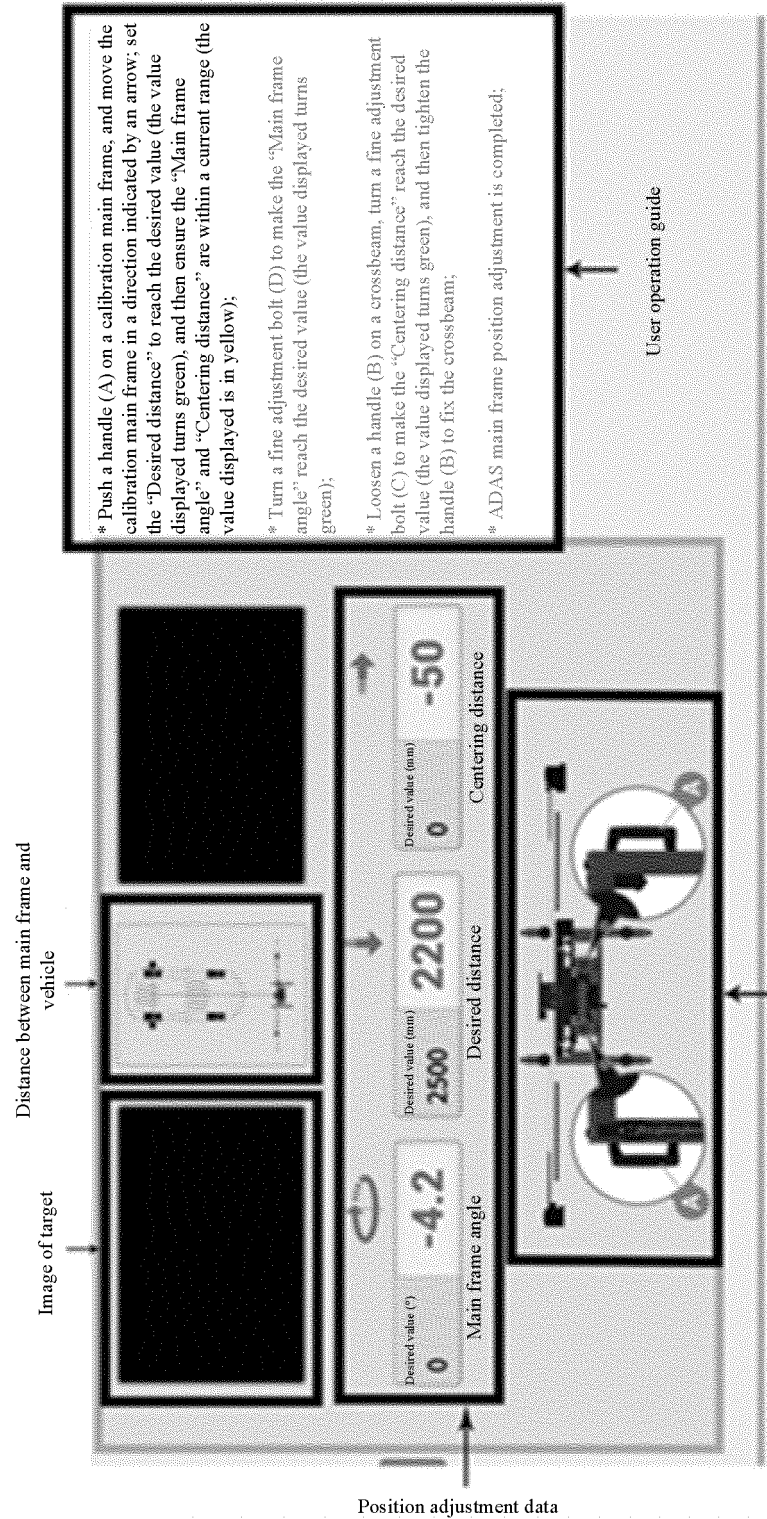 Image of target
Distance between main frame and
vehicle
Desired value (°)
0
-4.2
Main frame angle
Desired value (mm)
2500
2200
Desired distance
Desired value (mm)
0
-50
Centering distance
A
A
* Push a handle (A) on a calibration main frame, and move the
calibration main frame in a direction indicated by an arrow; set
the “Desired distance” to reach the desired value (the value
displayed turns green), and then ensure the “Main frame
angle” and “Centering distance” are within a current range (the
value displayed is in yellow);
* Turn a fine adjustment bolt (D) to make the “Main frame
angle” reach the desired value (the value displayed turns
green);
* Loosen a handle (B) on a crossbeam, turn a fine adjustment
bolt (C) to make the “Centering distance” reach the desired
value (the value displayed turns green), and then tighten the
handle (B) to fix the crossbeam;
* ADAS main frame position adjustment is completed;
User operation guide
Position adjustment data